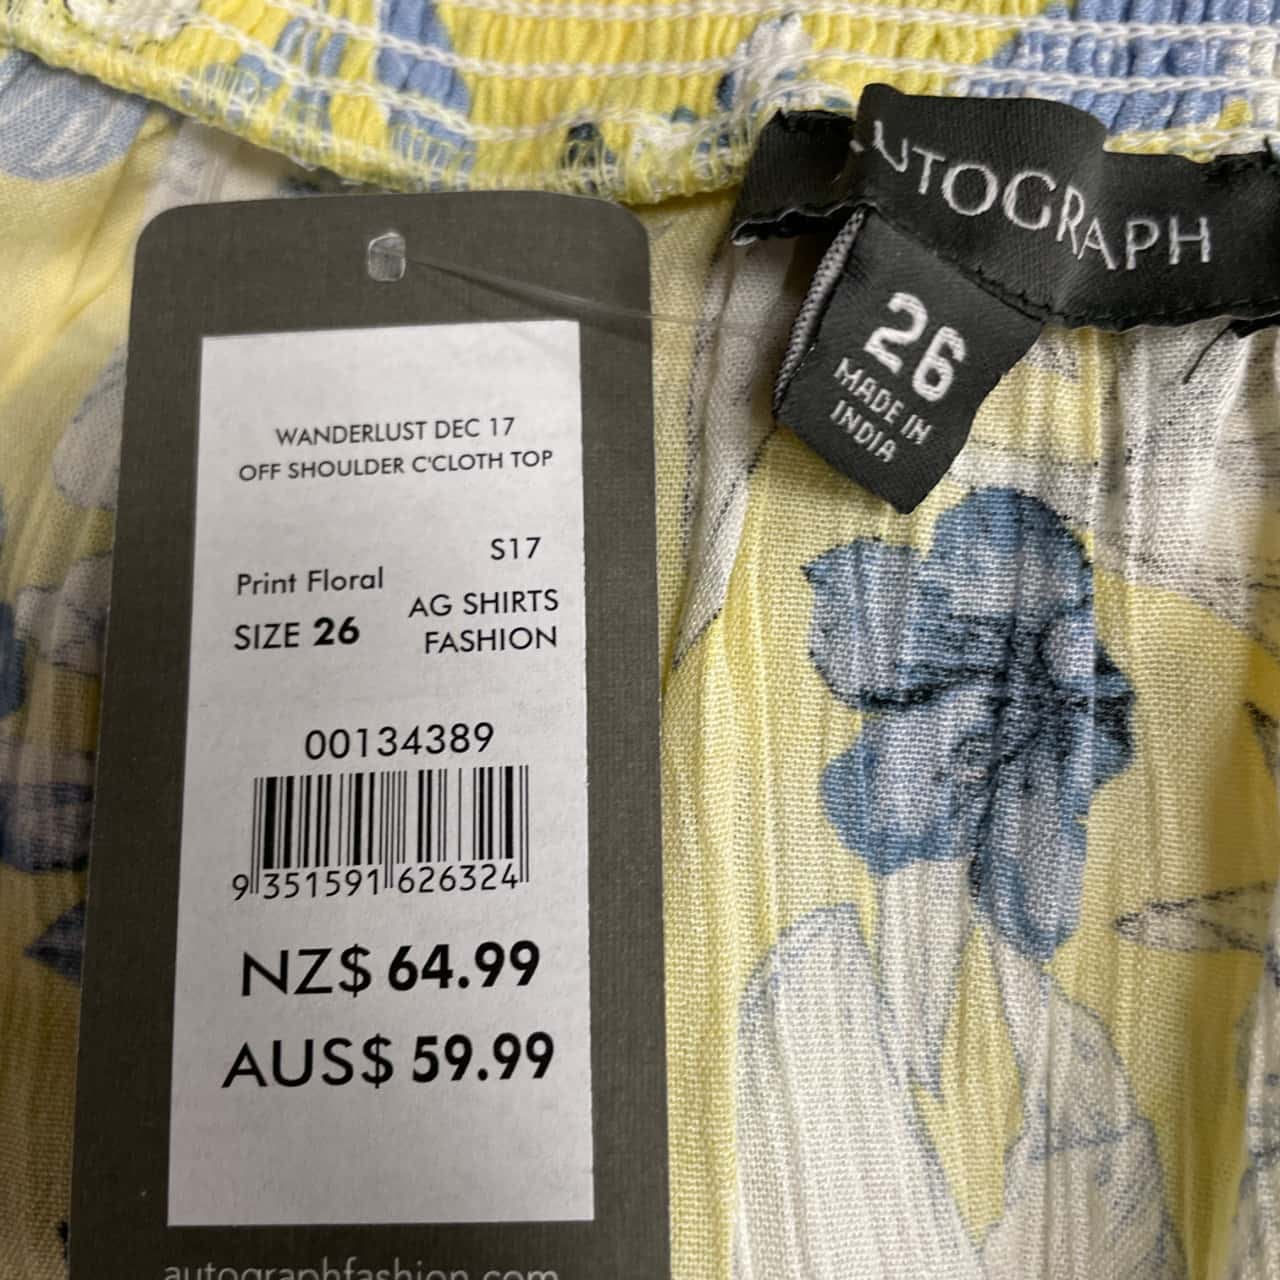 AUTOGRAPH
26
MADE IN
INDIA
WANDERLUST DEC 17
OFF SHOULDER C'CLOTH TOP
S17
Print Floral
AG SHIRTS
SIZE 26
FASHION
00134389
9 351591 626324
NZ$ 64.99
AUS$ 59.99
autographfashion.com